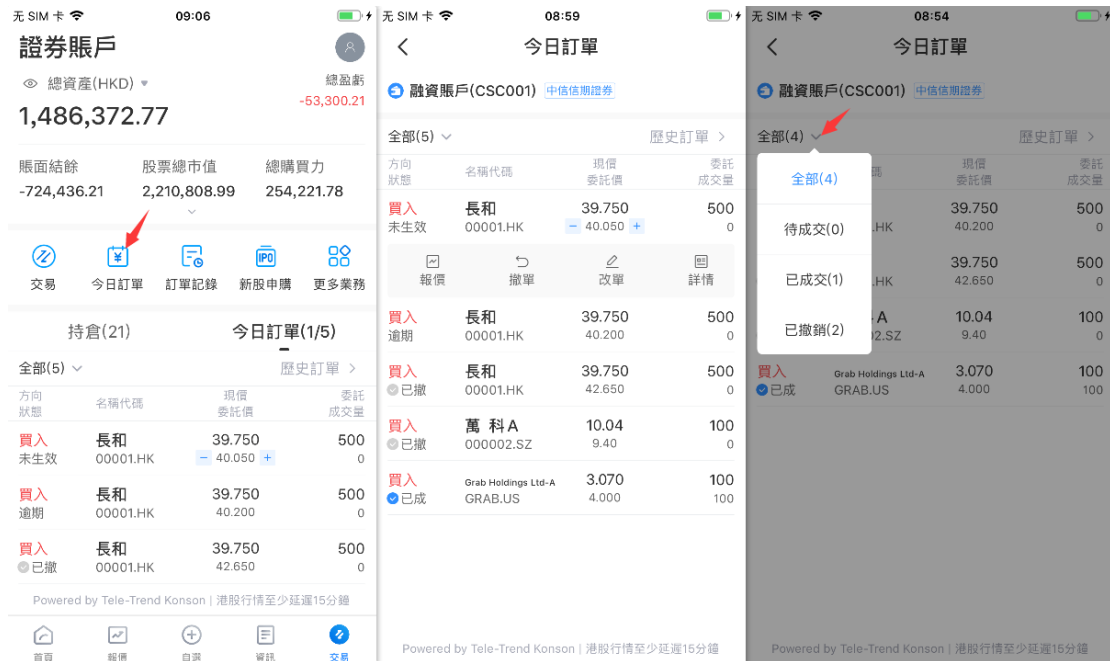 无 SIM 卡
09:06
證券賬戶
總資產(HKD)
總盈虧
1,486,372.77
-53,300.21
賬面結餘
股票總市值
總購買力
-724,436.21
2,210,808.99
254,221.78
交易
今日訂單
訂單記錄
IPO
新股申購
更多業務
持倉(21)
今日訂單(1/5)
全部(5)
歷史訂單
方向
狀態
名稱代碼
現價
委託價
委託
成交量
買入
長和
39.750
500
未生效
00001.HK
− 40.050 +
0
買入
長和
39.750
500
逾期
00001.HK
40.200
0
買入
長和
39.750
500
已撤
00001.HK
42.650
0
Powered by Tele-Trend Konson | 港股行情至少延遲15分鐘
首頁
報價
自選
資訊
交易
无 SIM 卡
08:59
今日訂單
融資賬戶(CSC001)
中信信期證券
全部(5)
歷史訂單
方向
狀態
名稱代碼
現價
委託價
委託
成交量
買入
長和
39.750
500
未生效
00001.HK
− 40.050 +
0
報價
撤單
改單
詳情
買入
長和
39.750
500
逾期
00001.HK
40.200
0
買入
長和
39.750
500
已撤
00001.HK
42.650
0
買入
萬 科A
10.04
100
已撤
000002.SZ
9.40
0
買入
Grab Holdings Ltd-A
3.070
100
已成
GRAB.US
4.000
100
Powered by Tele-Trend Konson | 港股行情至少延遲15分鐘
无 SIM 卡
08:54
今日訂單
融資賬戶(CSC001)
中信信期證券
全部(4)
歷史訂單
全部(4)
待成交(0)
已成交(1)
已撤銷(2)
碼
現價
委託價
委託
成交量
39.750
500
.HK
40.200
0
39.750
500
.HK
42.650
0
A
10.04
100
2.SZ
9.40
0
買入
Grab Holdings Ltd-A
3.070
100
已成
GRAB.US
4.000
100
Powered by Tele-Trend Konson | 港股行情至少延遲15分鐘